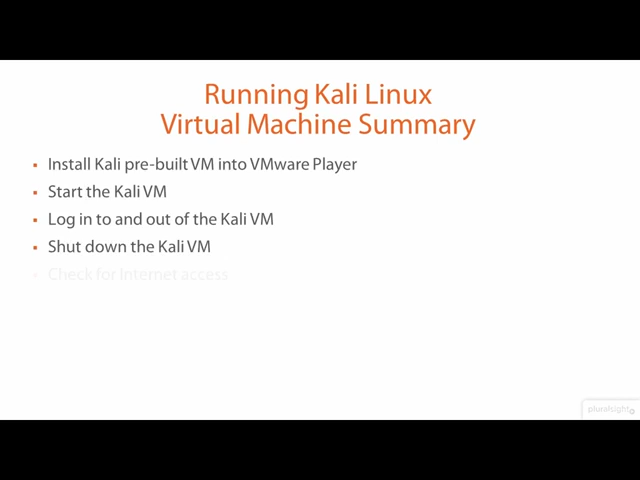 Running Kali Linux
Virtual Machine Summary
▪ Install Kali pre-built VM into VMware Player
▪ Start the Kali VM
▪ Log in to and out of the Kali VM
▪ Shut down the Kali VM
▪ Check for Internet access
pluralsight